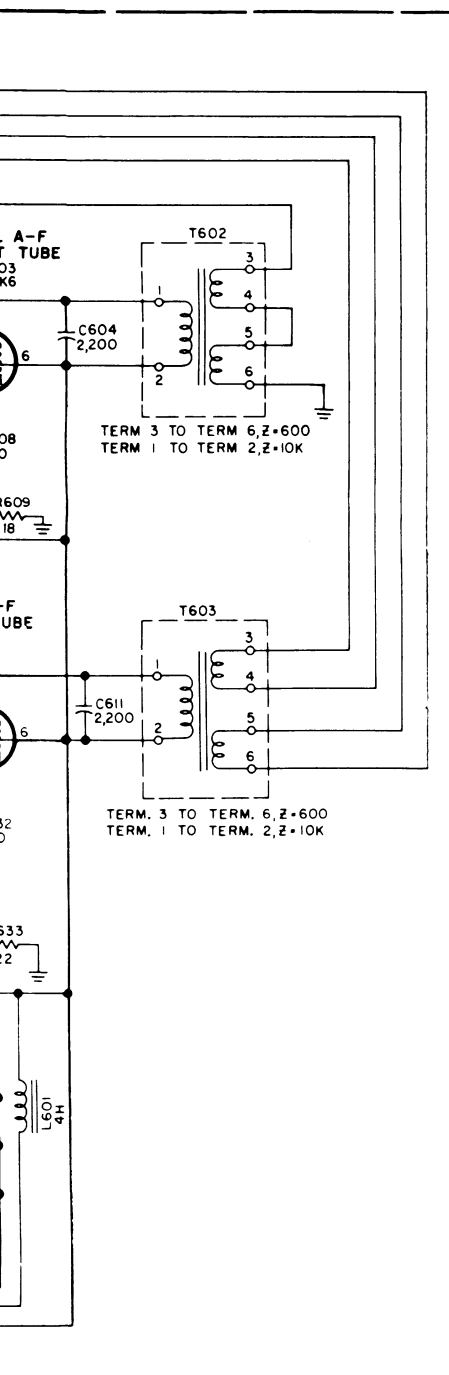 A-F
T TUBE
03
K6
T602
1
2
3
4
5
6
C604
2,200
6
TERM 3 TO TERM 6,Z=600
TERM 1 TO TERM 2,Z=10K
08
0
R609
18
-F
UBE
T603
1
2
3
4
5
6
C611
2,200
6
TERM. 3 TO TERM. 6,Z=600
TERM. 1 TO TERM. 2,Z=10K
32
0
633
22
L601
4H